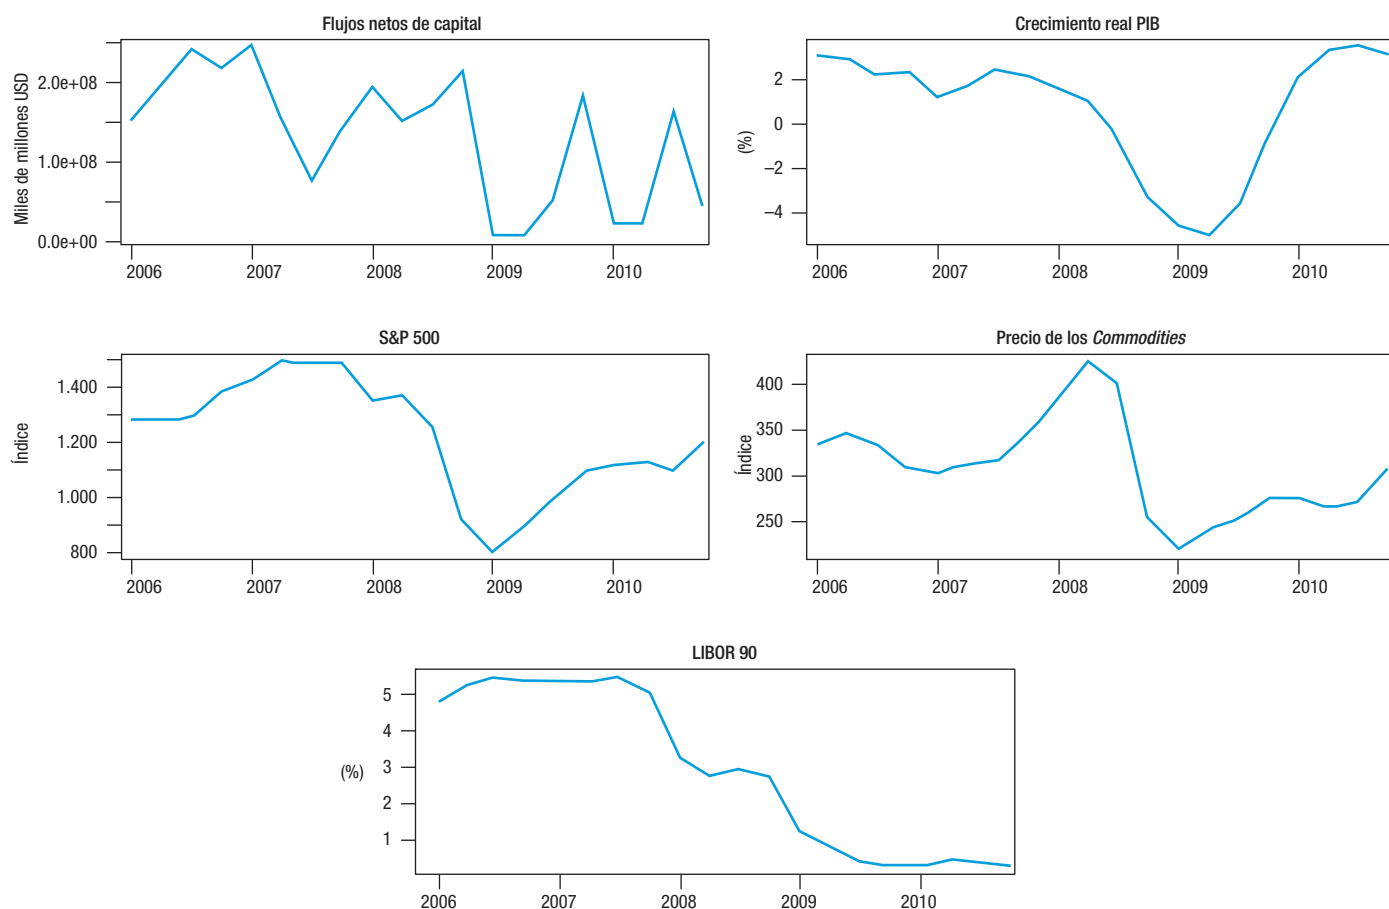 Flujos netos de capital
Miles de millones USD
2.0e+08
1.0e+08
0.0e+00
2006 2007 2008 2009 2010
Crecimiento real PIB
(%)
2
0
−2
−4
2006 2007 2008 2009 2010
S&P 500
Índice
1.400
1.200
1.000
800
2006 2007 2008 2009 2010
Precio de los Commodities
Índice
400
350
300
250
2006 2007 2008 2009 2010
LIBOR 90
(%)
5
4
3
2
1
2006 2007 2008 2009 2010